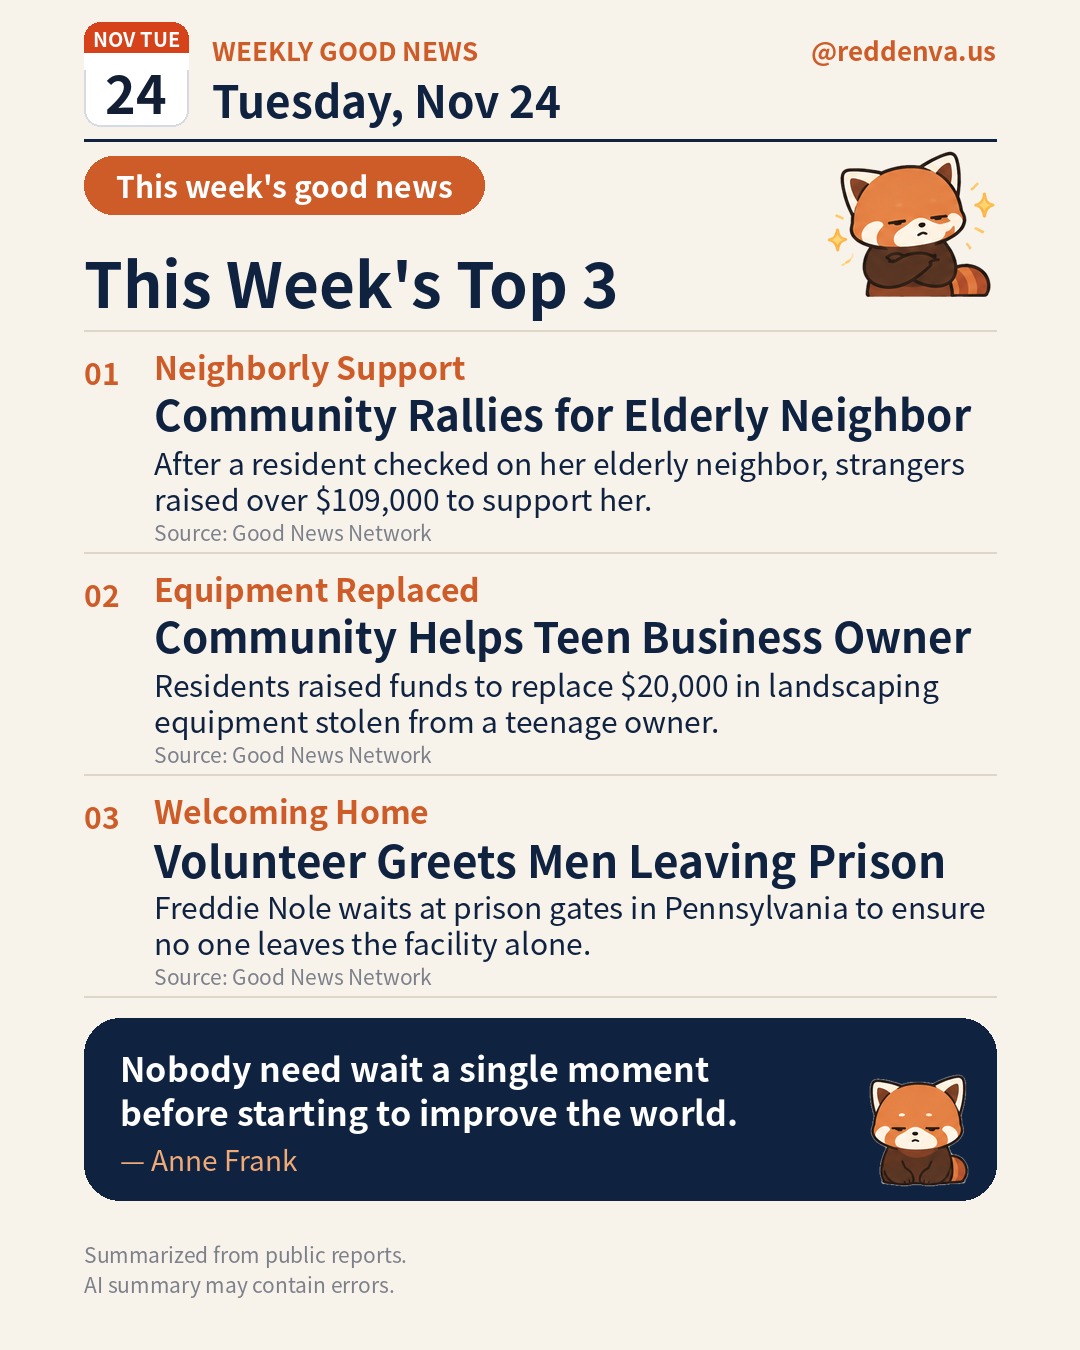 NOV TUE
24
WEEKLY GOOD NEWS
Tuesday, Nov 24
@reddenva.us
This week's good news
This Week's Top 3
01
Neighborly Support
Community Rallies for Elderly Neighbor
After a resident checked on her elderly neighbor, strangers
raised over $109,000 to support her.
Source: Good News Network
02
Equipment Replaced
Community Helps Teen Business Owner
Residents raised funds to replace $20,000 in landscaping
equipment stolen from a teenage owner.
Source: Good News Network
03
Welcoming Home
Volunteer Greets Men Leaving Prison
Freddie Nole waits at prison gates in Pennsylvania to ensure
no one leaves the facility alone.
Source: Good News Network
Nobody need wait a single moment
before starting to improve the world.
— Anne Frank
Summarized from public reports.
AI summary may contain errors.